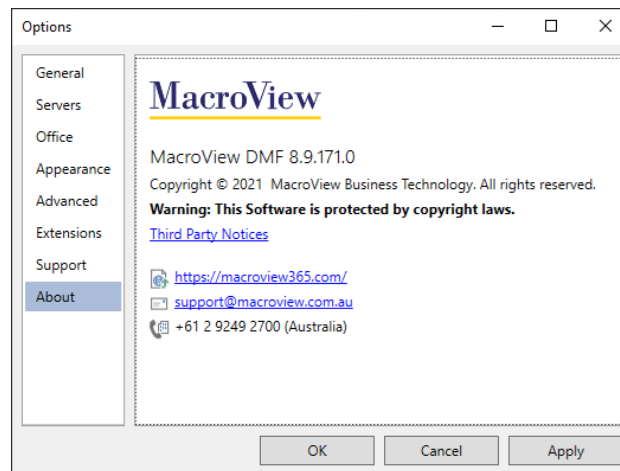 Options
General
Servers
Office
Appearance
Advanced
Extensions
Support
About
MacroView
MacroView DMF 8.9.171.0
Copyright © 2021 MacroView Business Technology. All rights reserved.
Warning: This Software is protected by copyright laws.
Third Party Notices
https://macroview365.com/
support@macroview.com.au
+61 2 9249 2700 (Australia)
OK
Cancel
Apply